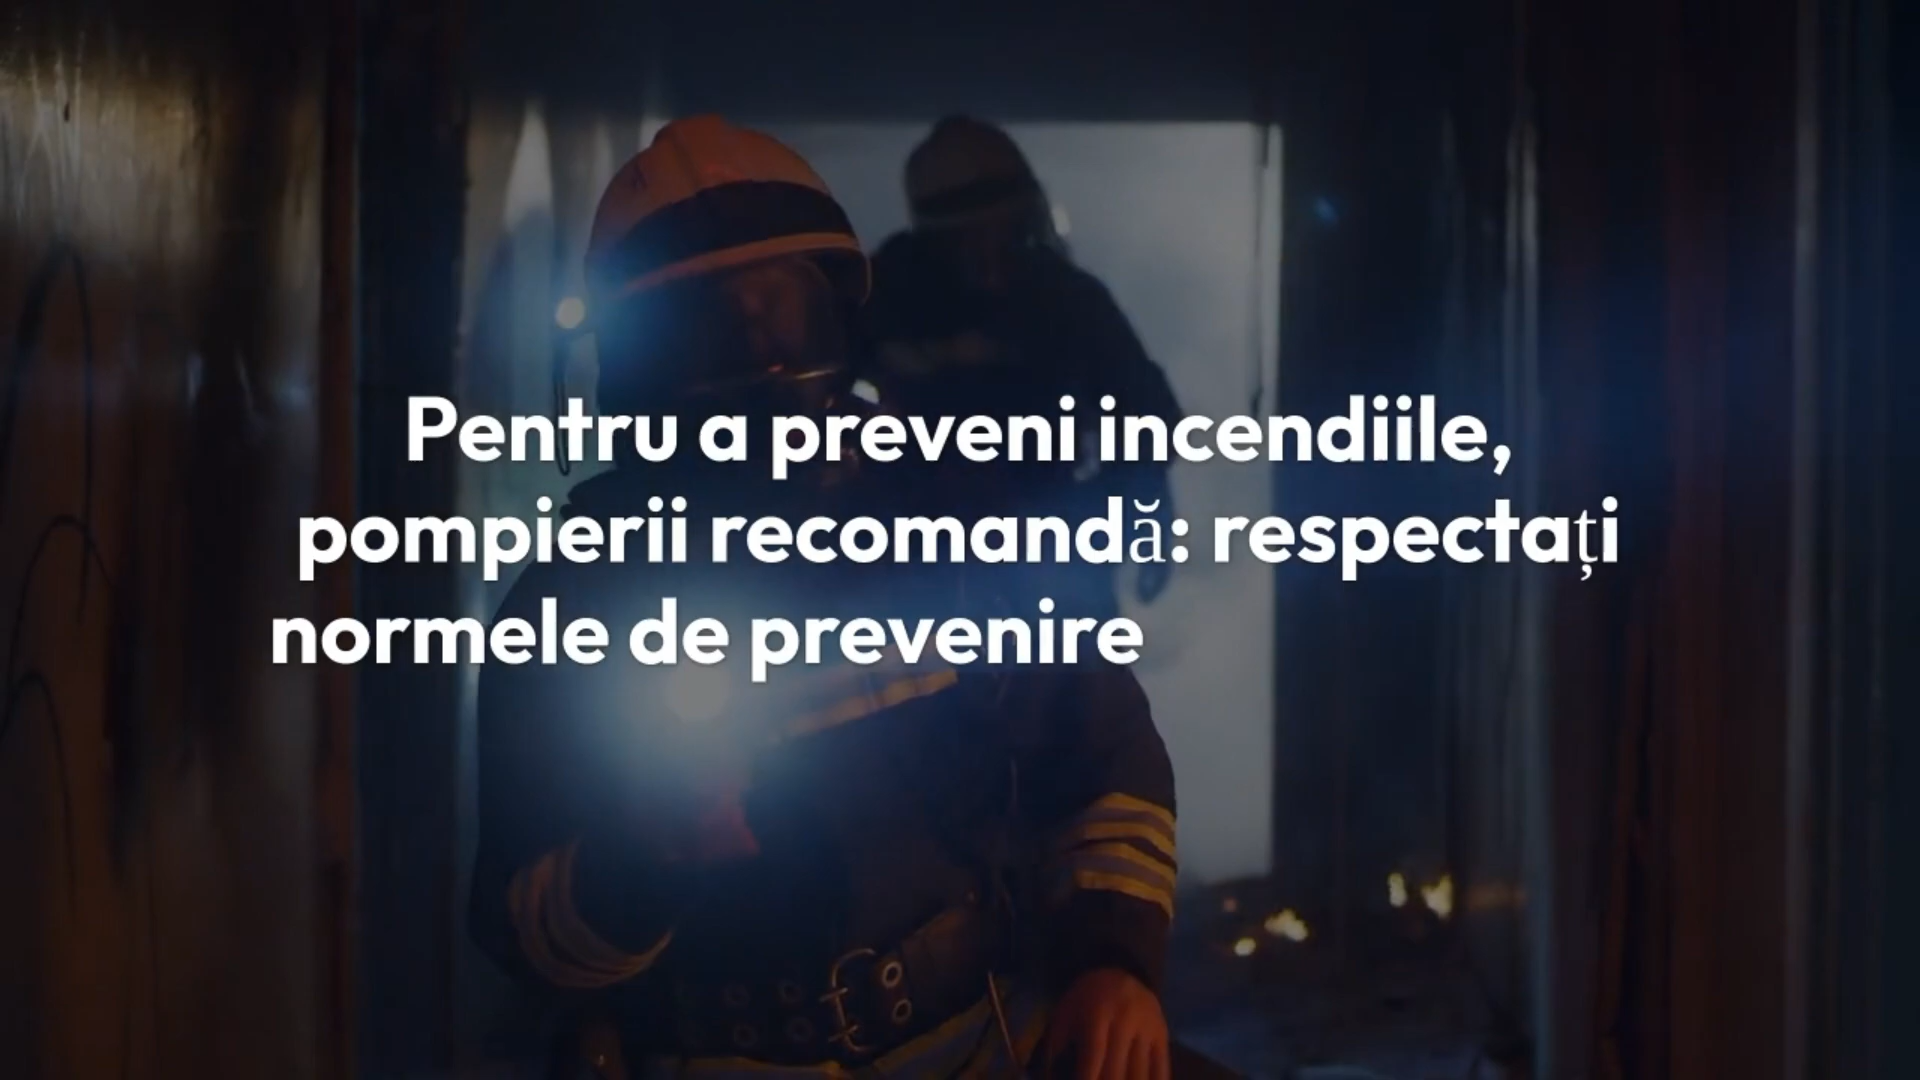 Pentru a preveni incendiile,
pompierii recomandă: respectați
normele de prevenire